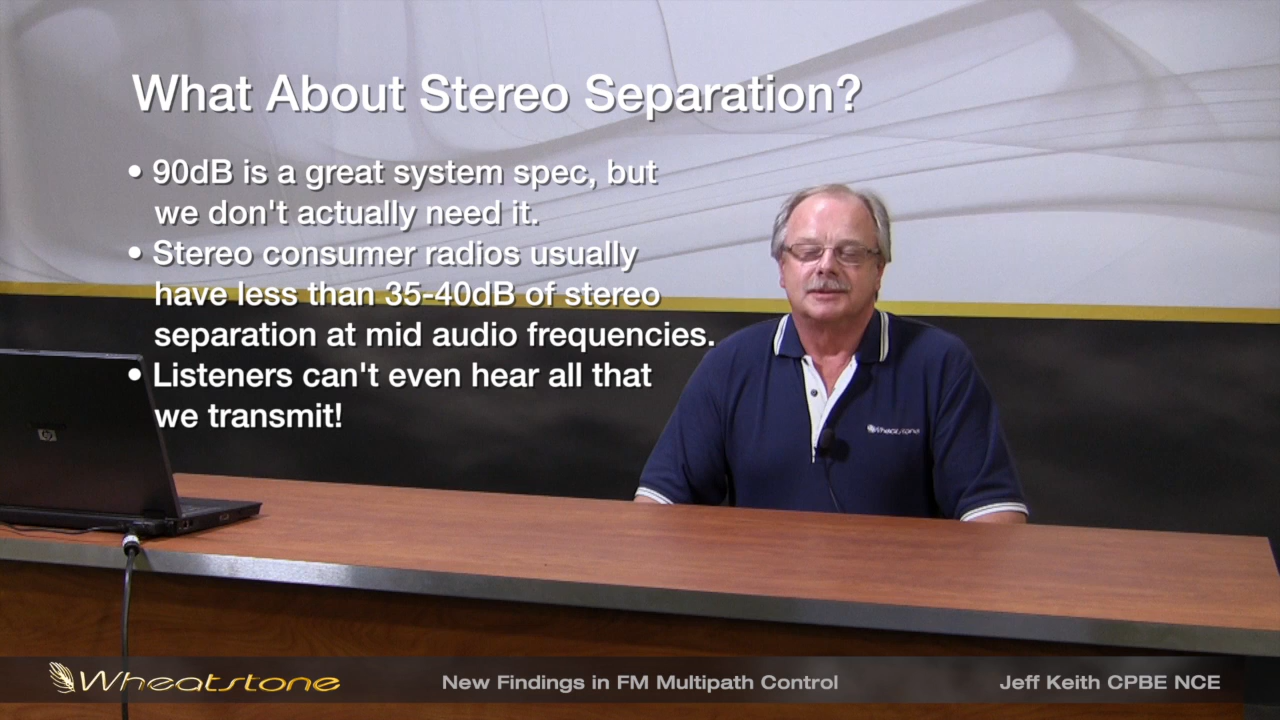 What About Stereo Separation?
• 90dB is a great system spec, but
we don't actually need it.
• Stereo consumer radios usually
have less than 35-40dB of stereo
separation at mid audio frequencies.
• Listeners can't even hear all that
we transmit!
hp
Wheatstone
Wheatstone
New Findings in FM Multipath Control
Jeff Keith CPBE NCE